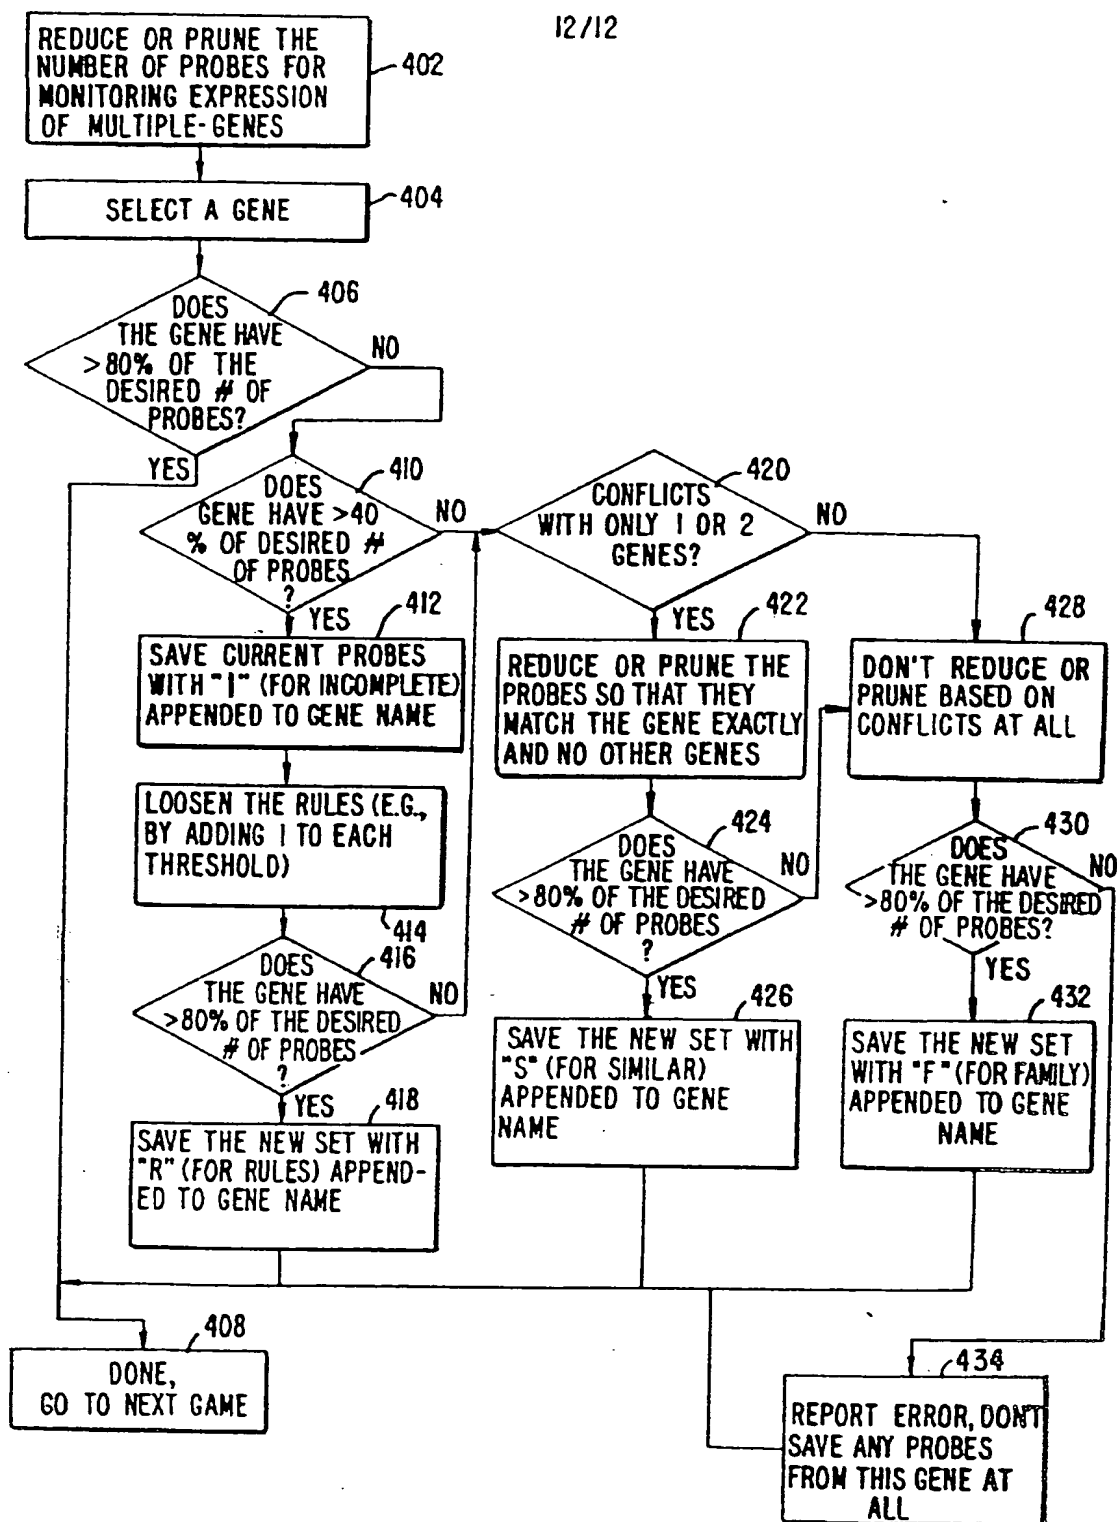 12/12
REDUCE OR PRUNE THE
NUMBER OF PROBES FOR
MONITORING EXPRESSION
OF MULTIPLE-GENES
402
SELECT A GENE
404
406
DOES
THE GENE HAVE
>80% OF THE
DESIRED # OF
PROBES?
NO
YES
410
DOES
GENE HAVE >40
% OF DESIRED #
OF PROBES
?
NO
YES
412
SAVE CURRENT PROBES
WITH "I" (FOR INCOMPLETE)
APPENDED TO GENE NAME
LOOSEN THE RULES (E.G.,
BY ADDING 1 TO EACH
THRESHOLD)
414
416
DOES
THE GENE HAVE
>80% OF THE DESIRED
# OF PROBES
?
NO
YES
418
SAVE THE NEW SET WITH
"R" (FOR RULES) APPEND-
ED TO GENE NAME
420
CONFLICTS
WITH ONLY 1 OR 2
GENES?
NO
YES
422
REDUCE OR PRUNE THE
PROBES SO THAT THEY
MATCH THE GENE EXACTLY
AND NO OTHER GENES
424
DOES
THE GENE HAVE
>80% OF THE DESIRED
# OF PROBES
?
NO
YES
426
SAVE THE NEW SET WITH
"S" (FOR SIMILAR)
APPENDED TO GENE
NAME
428
DON'T REDUCE OR
PRUNE BASED ON
CONFLICTS AT ALL
430
DOES
THE GENE HAVE
>80% OF THE DESIRED
# OF PROBES?
NO
YES
432
SAVE THE NEW SET
WITH "F" (FOR FAMILY)
APPENDED TO GENE
NAME
408
DONE,
GO TO NEXT GAME
434
REPORT ERROR, DON'T
SAVE ANY PROBES
FROM THIS GENE AT
ALL